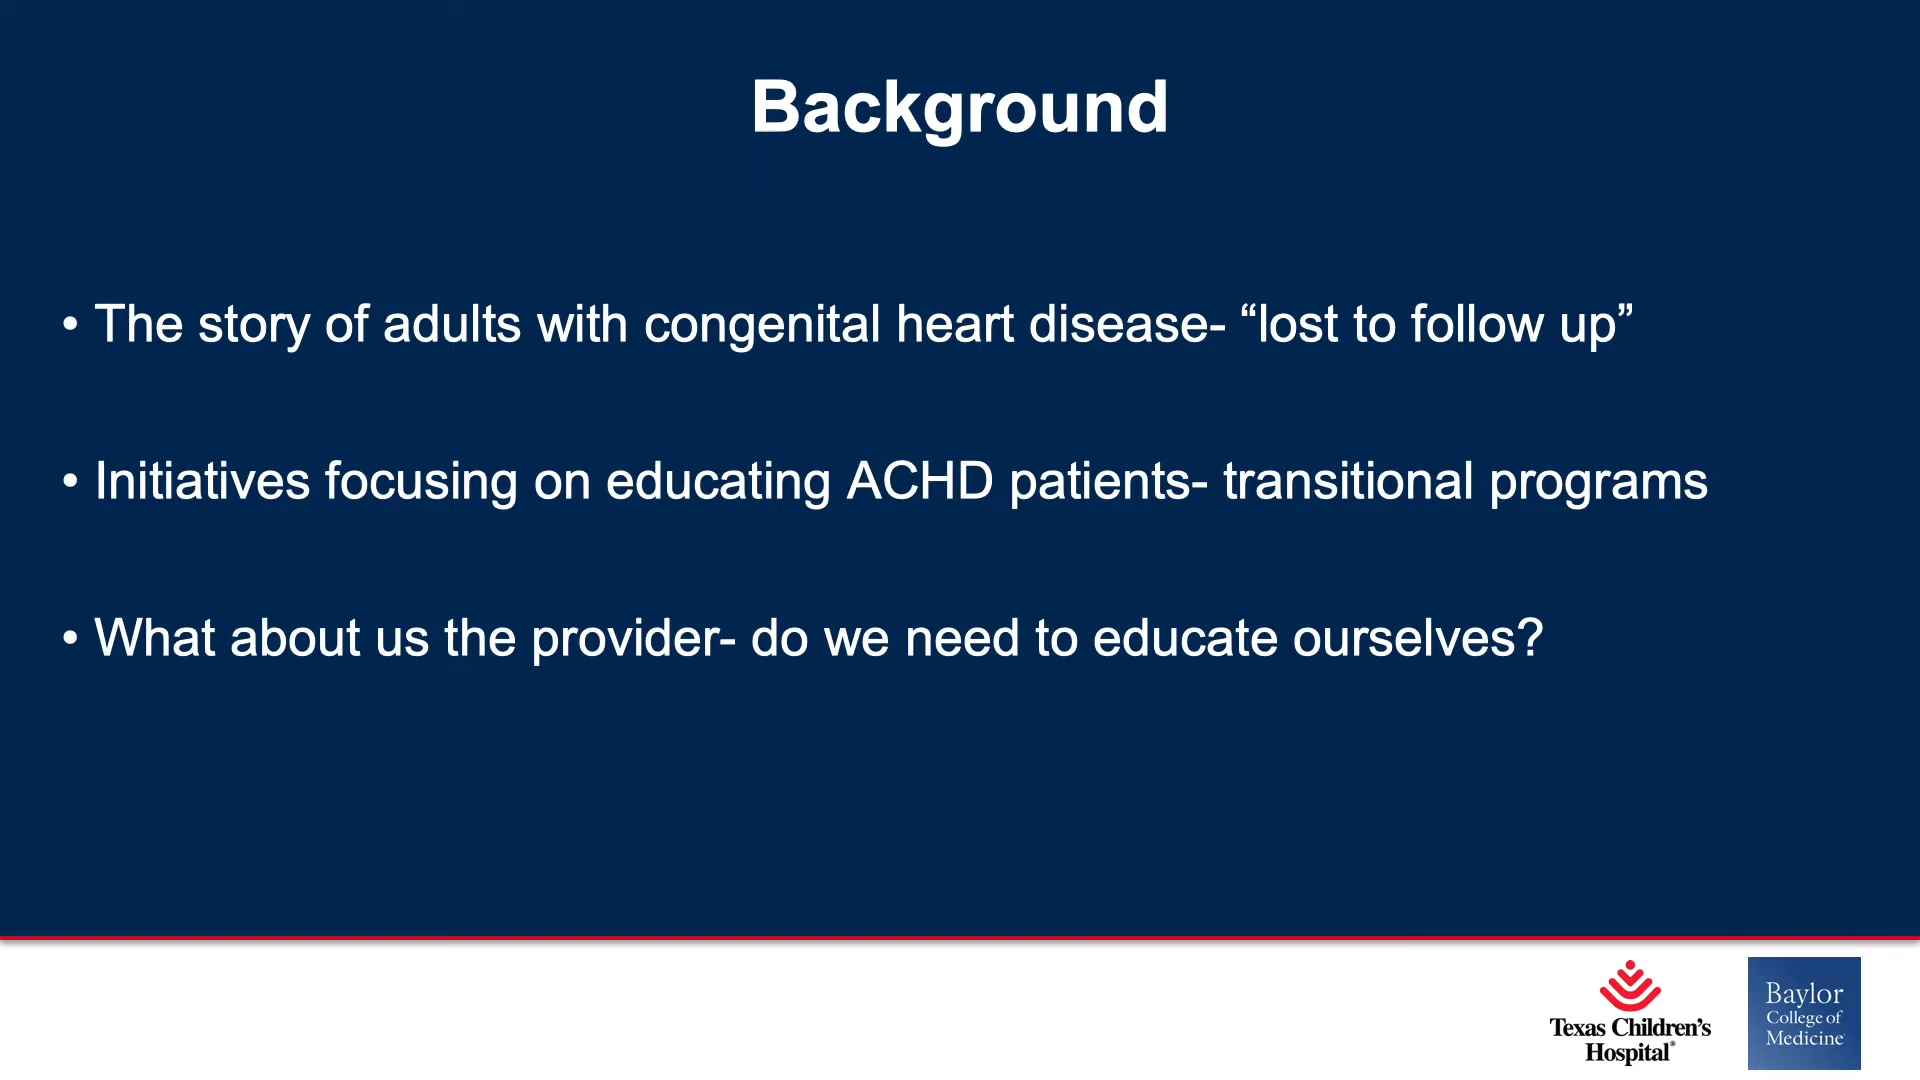 Background
• The story of adults with congenital heart disease- “lost to follow up”
• Initiatives focusing on educating ACHD patients- transitional programs
• What about us the provider- do we need to educate ourselves?
Texas Children’s
Hospital®
Baylor
College of
Medicine